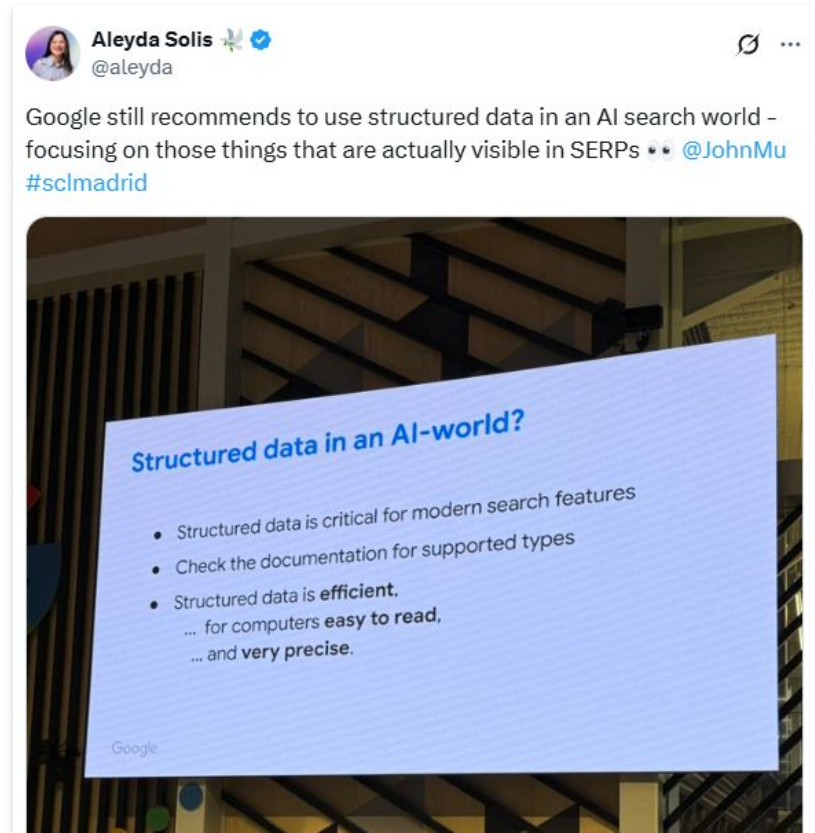 Aleyda Solis
@aleyda
Google still recommends to use structured data in an AI search world -
focusing on those things that are actually visible in SERPs 👀 @JohnMu
#sclmadrid
Structured data in an AI-world?
• Structured data is critical for modern search features
• Check the documentation for supported types
• Structured data is efficient,
... for computers easy to read,
... and very precise.
Google